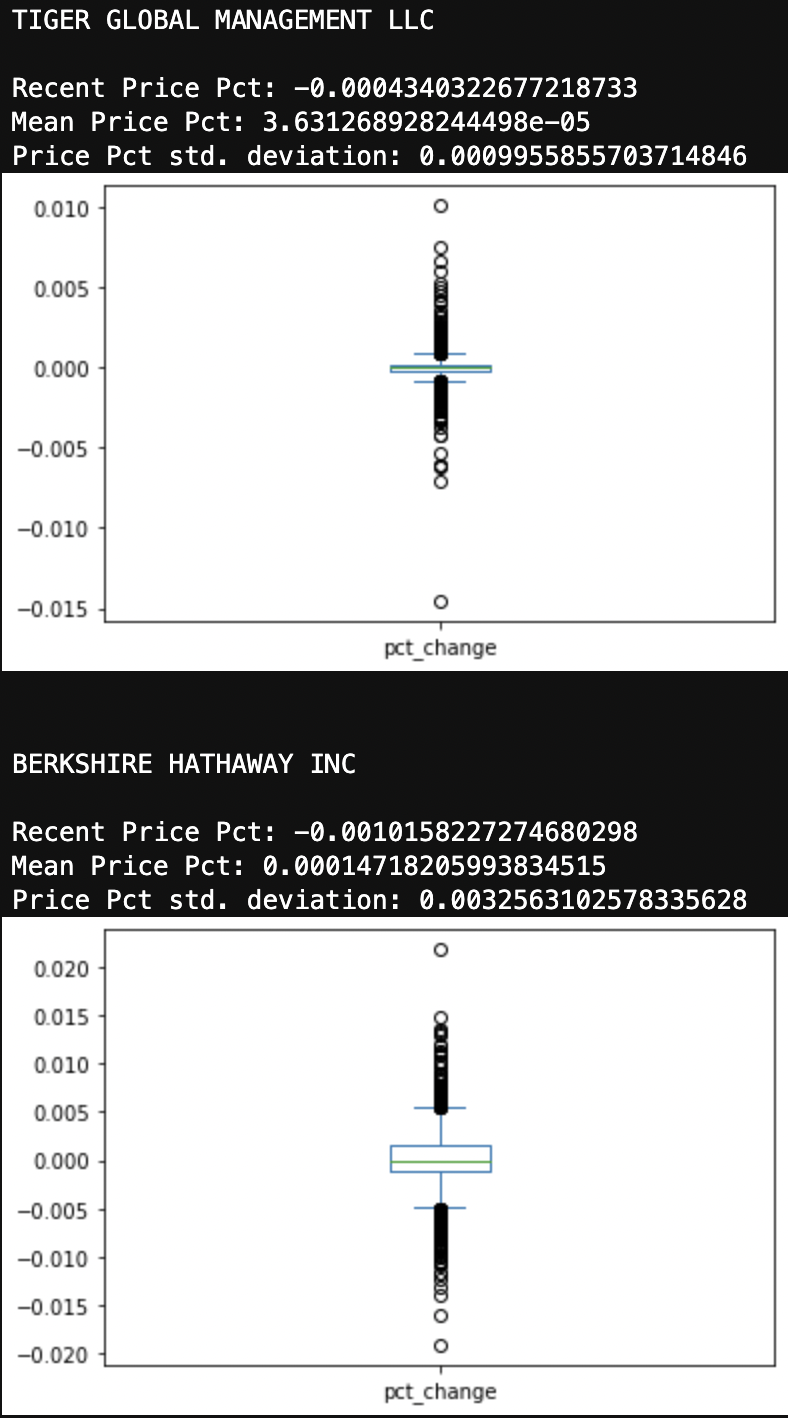 TIGER GLOBAL MANAGEMENT LLC
Recent Price Pct: -0.0004340322677218733
Mean Price Pct: 3.631268928244498e-05
Price Pct std. deviation: 0.0009955855703714846
0.010
0.005
0.000
−0.005
−0.010
−0.015
pct_change
BERKSHIRE HATHAWAY INC
Recent Price Pct: -0.0010158227274680298
Mean Price Pct: 0.00014718205993834515
Price Pct std. deviation: 0.0032563102578335628
0.020
0.015
0.010
0.005
0.000
−0.005
−0.010
−0.015
−0.020
pct_change